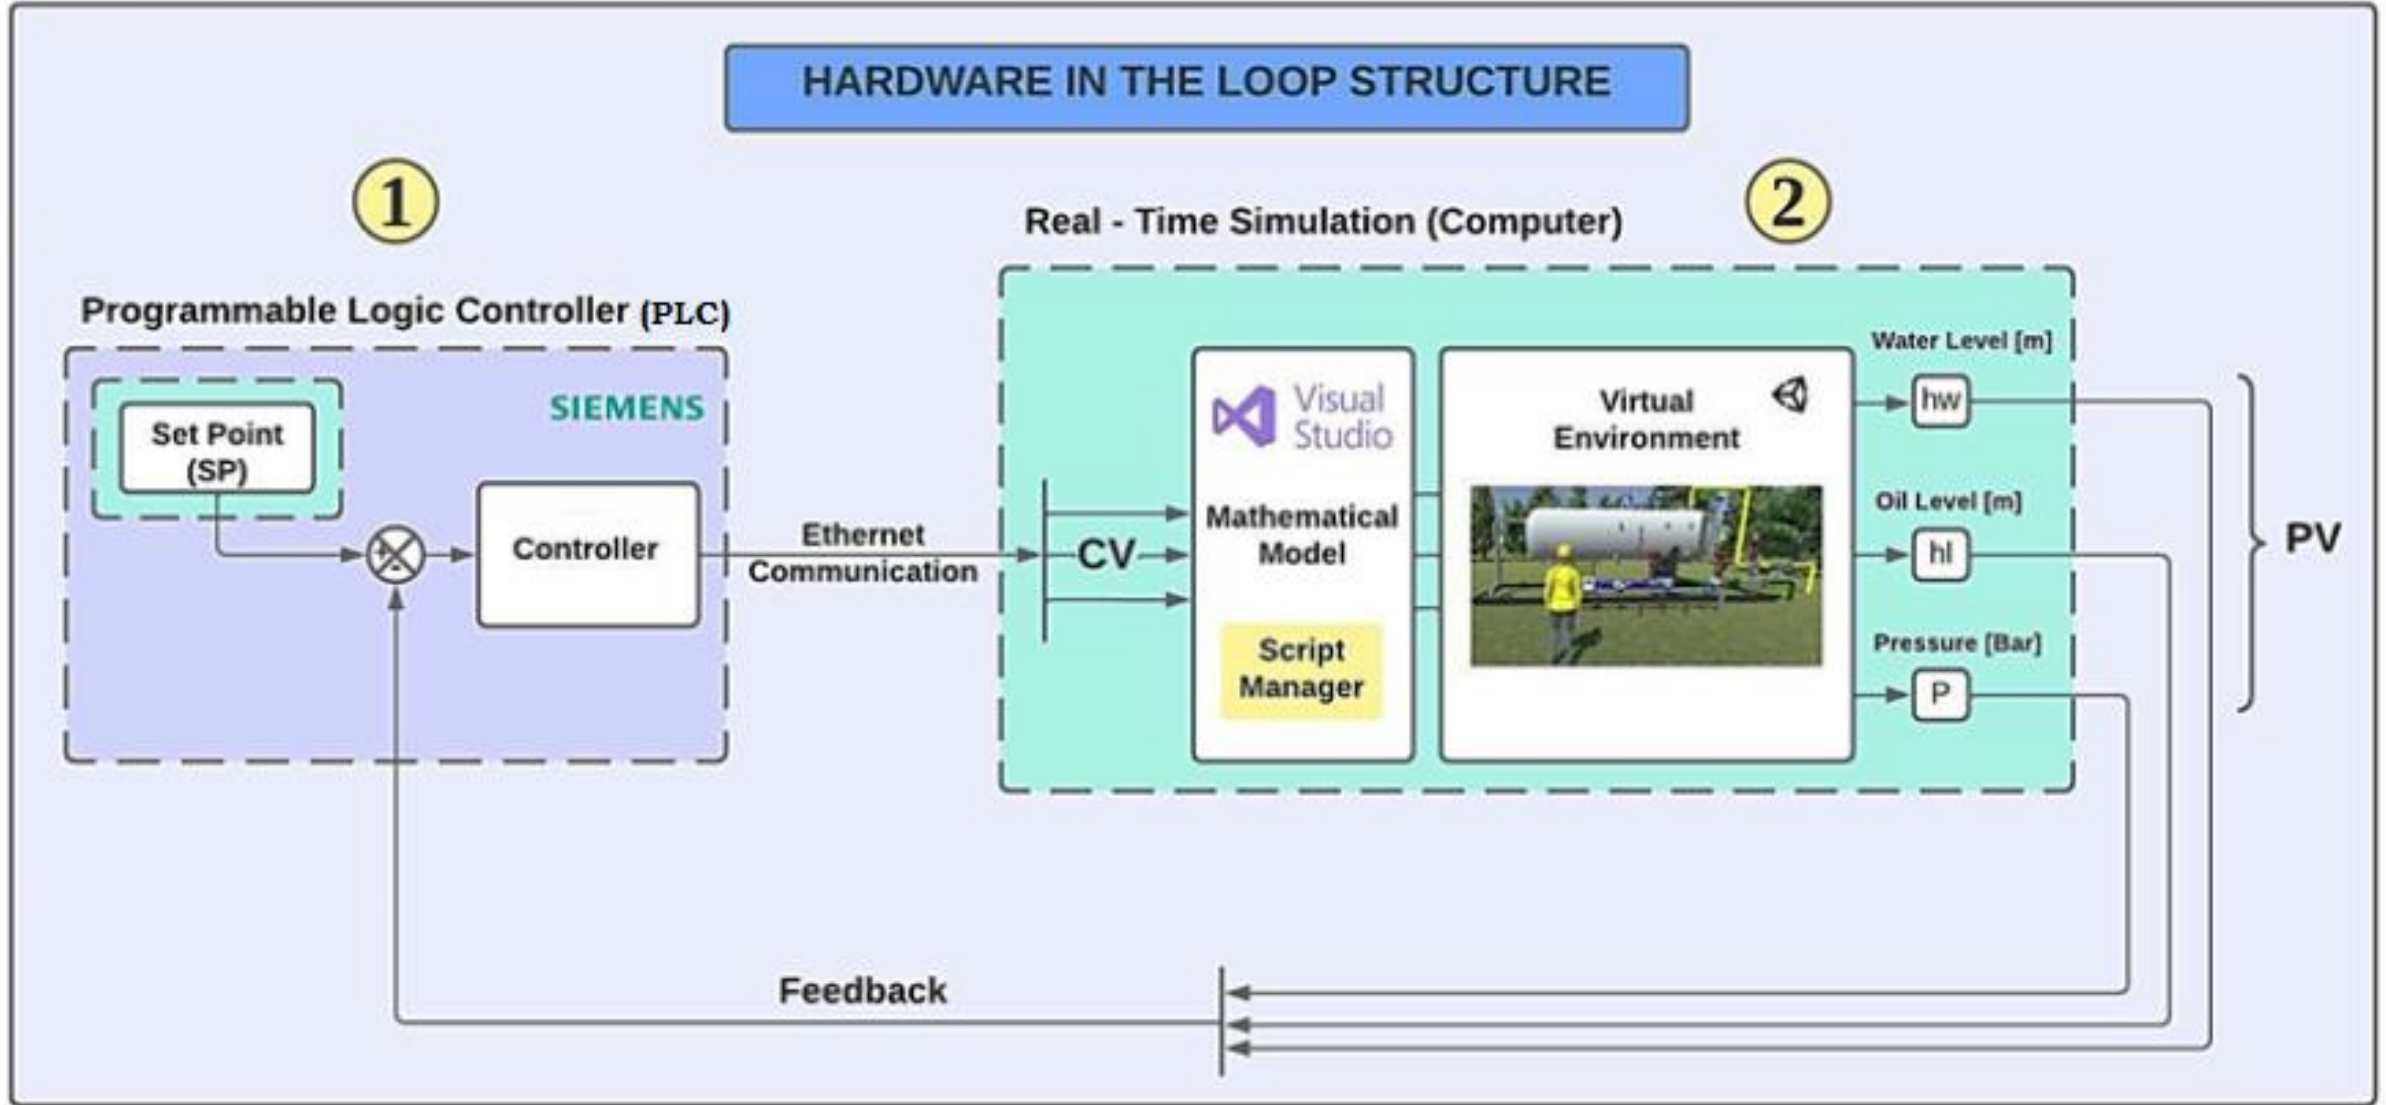 HARDWARE IN THE LOOP STRUCTURE
1
2
Real - Time Simulation (Computer)
Programmable Logic Controller (PLC)
SIEMENS
Set Point
(SP)
Controller
Ethernet
Communication
CV
Visual
Studio
Mathematical
Model
Script
Manager
Virtual
Environment
Water Level [m]
hw
Oil Level [m]
hl
Pressure [Bar]
P
PV
Feedback